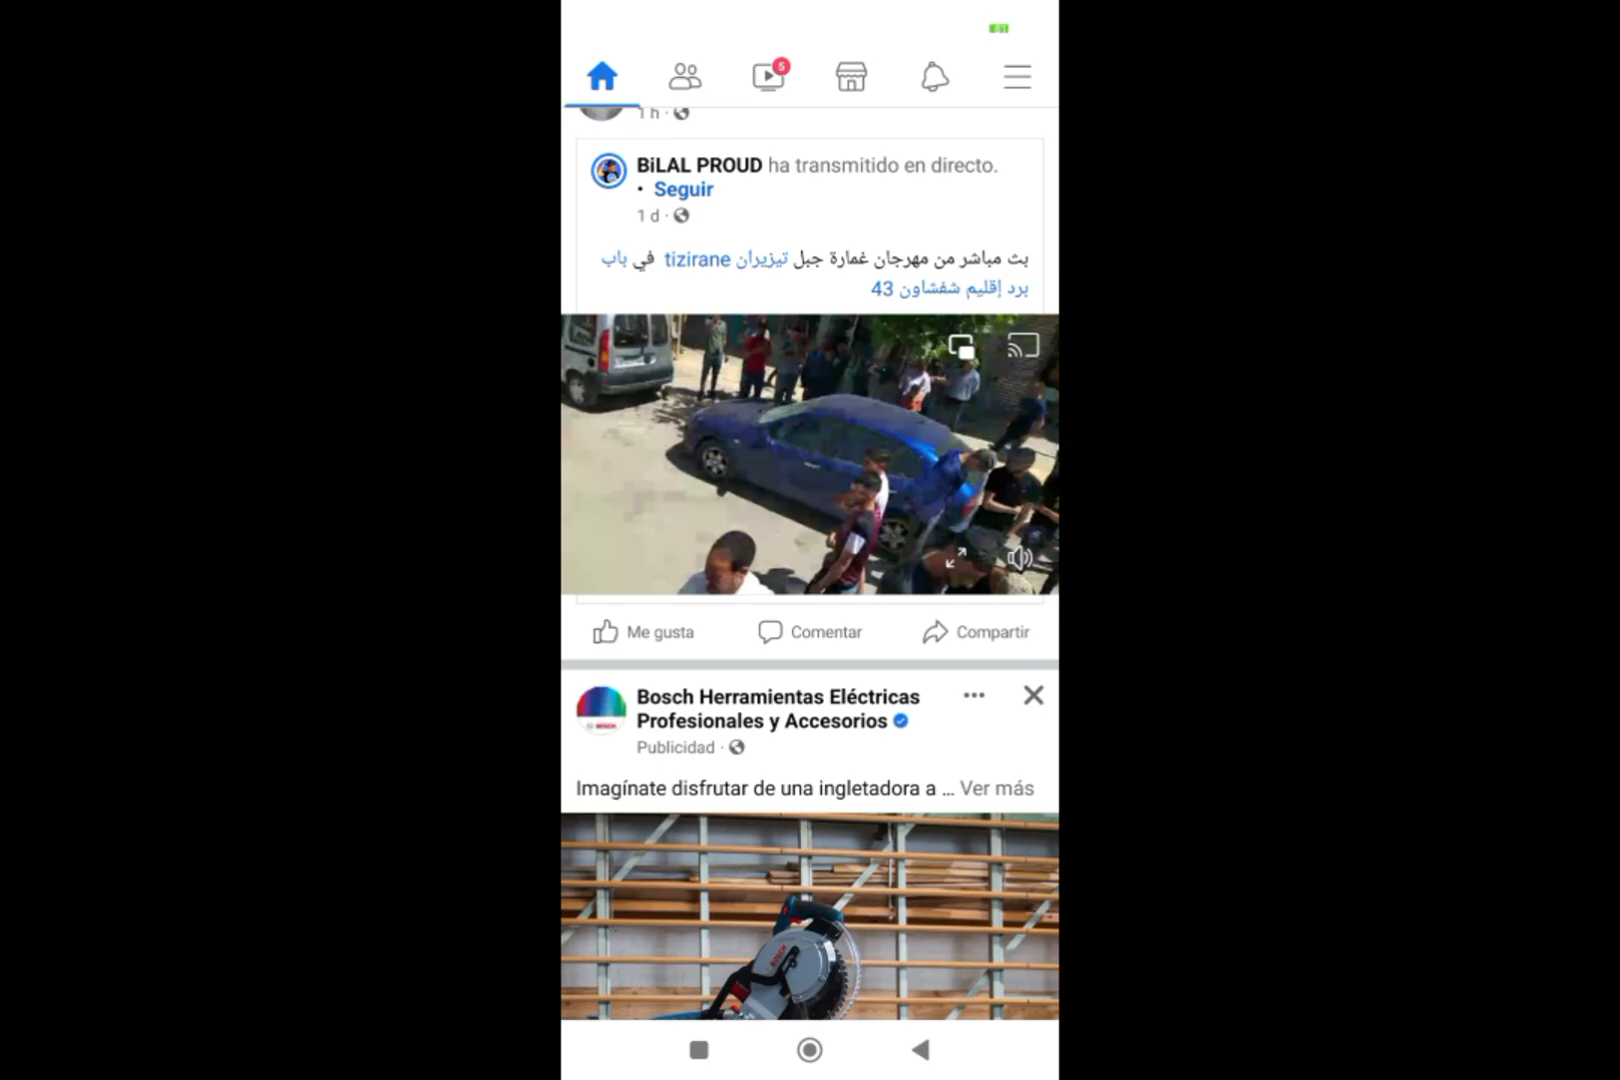 5
1 h ·
BiLAL PROUD ha transmitido en directo.
• Seguir
1 d ·
بث مباشر من مهرجان غمارة جبل تيزيران tizirane في باب
برد إقليم شفشاون 43
Me gusta
Comentar
Compartir
Bosch Herramientas Eléctricas
Profesionales y Accesorios
Publicidad ·
Imagínate disfrutar de una ingletadora a ... Ver más
BOSCH